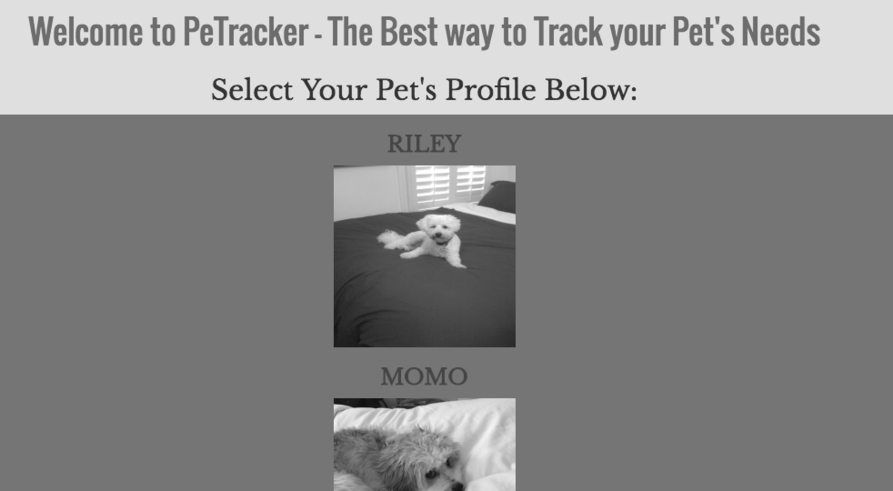 Welcome to PeTracker - The Best way to Track your Pet's Needs
Select Your Pet's Profile Below:
RILEY
MOMO